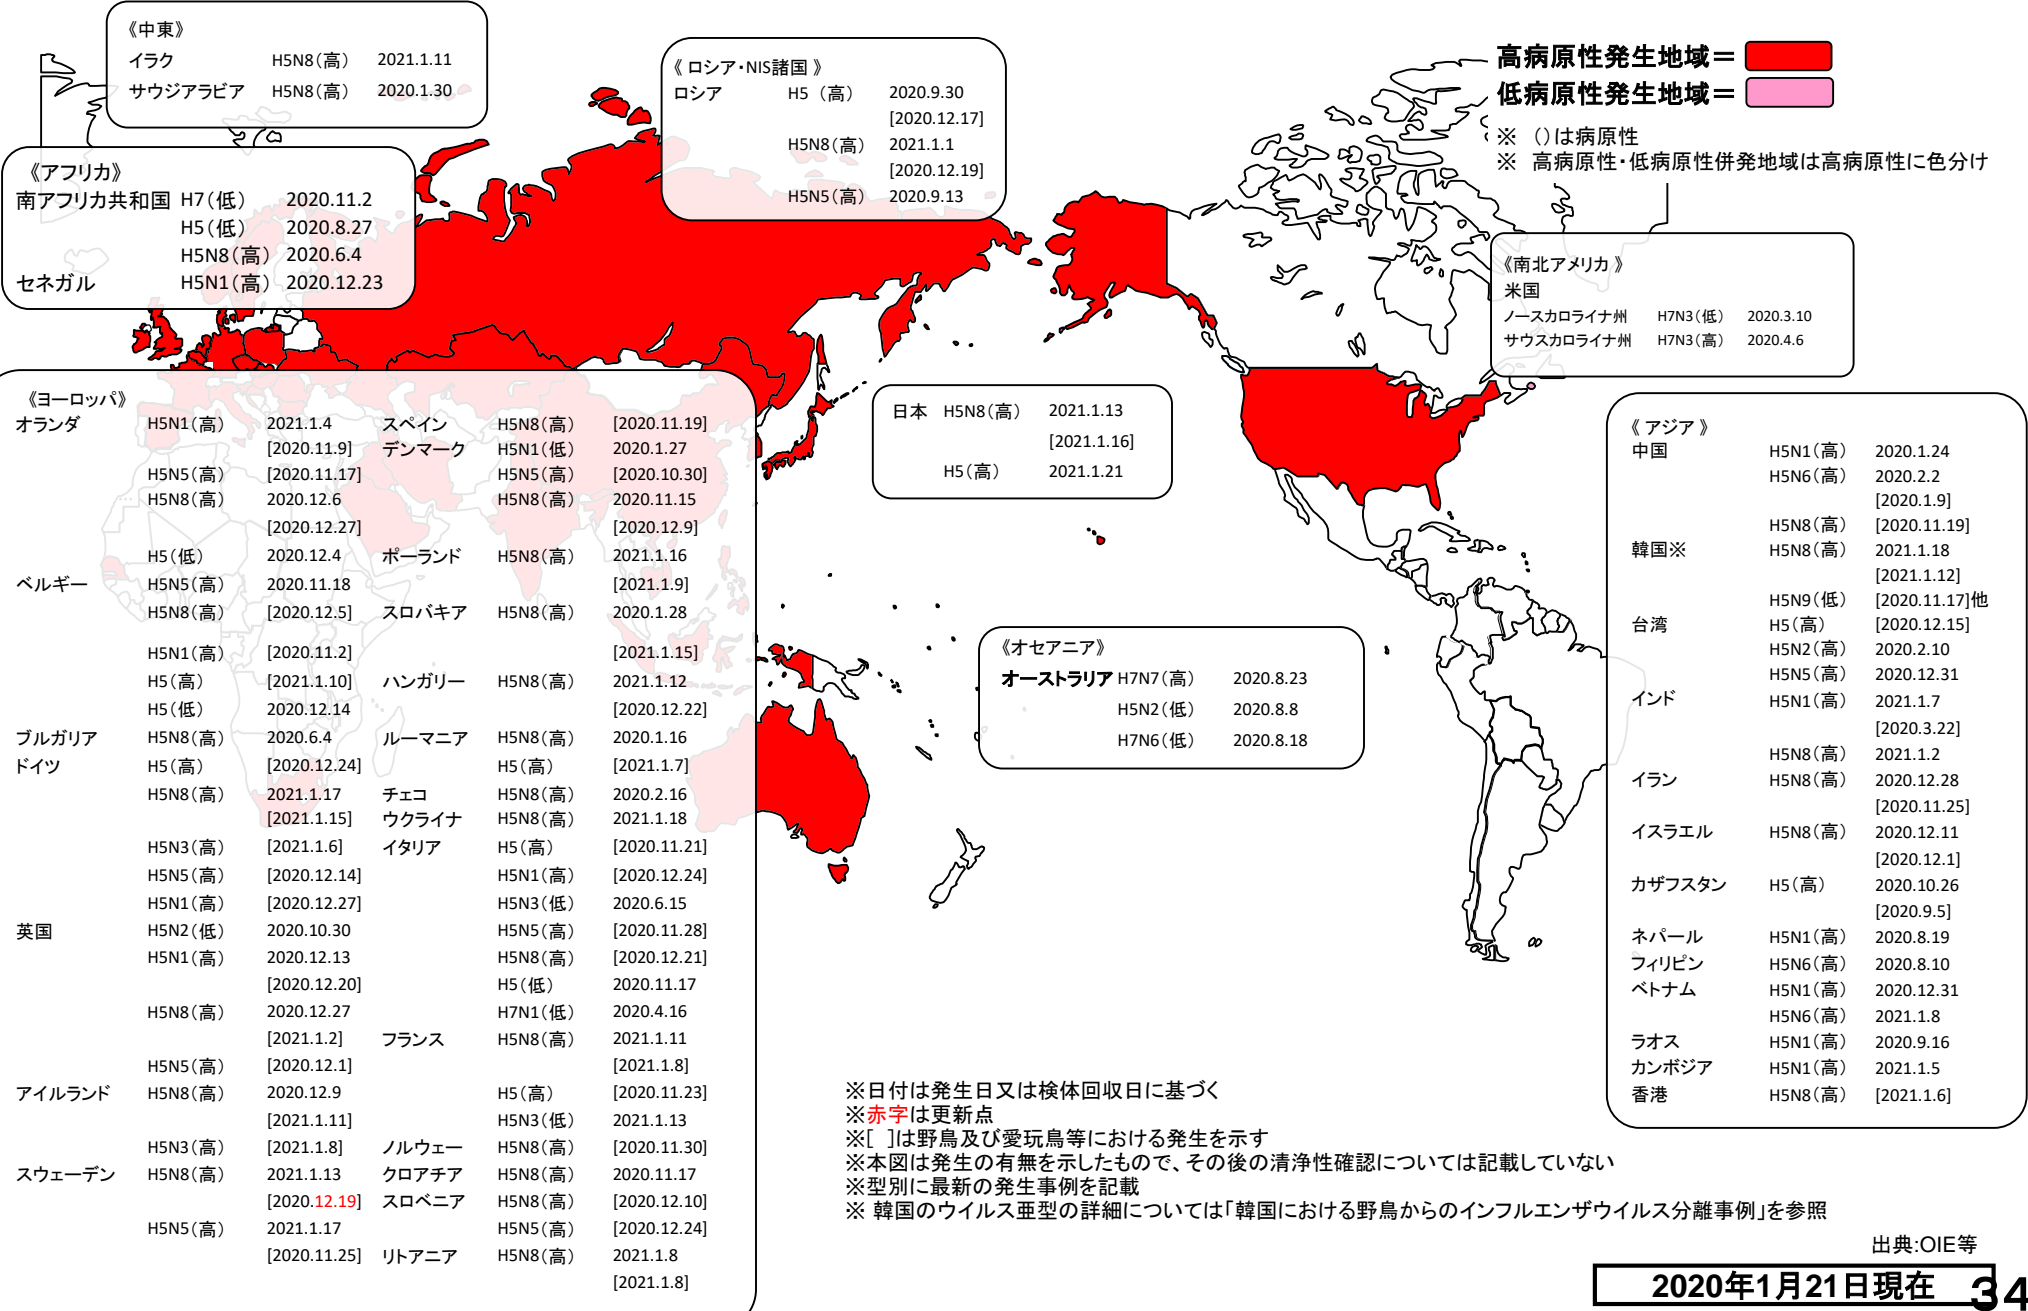 《中東》
イラク H5N8(高) 2021.1.11
サウジアラビア H5N8(高) 2020.1.30
《アフリカ》
南アフリカ共和国 H7(低) 2020.11.2
H5(低) 2020.8.27
H5N8(高) 2020.6.4
セネガル H5N1(高) 2020.12.23
《 ロシア・NIS諸国 》
ロシア H5 (高) 2020.9.30
[2020.12.17]
H5N8(高) 2021.1.1
[2020.12.19]
H5N5(高) 2020.9.13
高病原性発生地域＝
低病原性発生地域＝
※ ()は病原性
※ 高病原性・低病原性併発地域は高病原性に色分け
《南北アメリカ 》
米国
ノースカロライナ州 H7N3(低) 2020.3.10
サウスカロライナ州 H7N3(高) 2020.4.6
《ヨーロッパ》
オランダ H5N1(高) 2021.1.4 スペイン H5N8(高) [2020.11.19]
[2020.11.9] デンマーク H5N1(低) 2020.1.27
H5N5(高) [2020.11.17] H5N5(高) [2020.10.30]
H5N8(高) 2020.12.6 H5N8(高) 2020.11.15
[2020.12.27] [2020.12.9]
H5(低) 2020.12.4 ポーランド H5N8(高) 2021.1.16
ベルギー H5N5(高) 2020.11.18 [2021.1.9]
H5N8(高) [2020.12.5] スロバキア H5N8(高) 2020.1.28
H5N1(高) [2020.11.2] [2021.1.15]
H5(高) [2021.1.10] ハンガリー H5N8(高) 2021.1.12
H5(低) 2020.12.14 [2020.12.22]
ブルガリア H5N8(高) 2020.6.4 ルーマニア H5N8(高) 2020.1.16
ドイツ H5(高) [2020.12.24] H5(高) [2021.1.7]
H5N8(高) 2021.1.17 チェコ H5N8(高) 2020.2.16
[2021.1.15] ウクライナ H5N8(高) 2021.1.18
H5N3(高) [2021.1.6] イタリア H5(高) [2020.11.21]
H5N5(高) [2020.12.14] H5N1(高) [2020.12.24]
H5N1(高) [2020.12.27] H5N3(低) 2020.6.15
英国 H5N2(低) 2020.10.30 H5N5(高) [2020.11.28]
H5N1(高) 2020.12.13 H5N8(高) [2020.12.21]
[2020.12.20] H5(低) 2020.11.17
H5N8(高) 2020.12.27 H7N1(低) 2020.4.16
[2021.1.2] フランス H5N8(高) 2021.1.11
H5N5(高) [2020.12.1] [2021.1.8]
アイルランド H5N8(高) 2020.12.9 H5(高) [2020.11.23]
[2021.1.11] H5N3(低) 2021.1.13
H5N3(高) [2021.1.8] ノルウェー H5N8(高) [2020.11.30]
スウェーデン H5N8(高) 2021.1.13 クロアチア H5N8(高) 2020.11.17
[2020.12.19] スロベニア H5N8(高) [2020.12.10]
H5N5(高) 2021.1.17 H5N5(高) [2020.12.24]
[2020.11.25] リトアニア H5N8(高) 2021.1.8
[2021.1.8]
日本 H5N8(高) 2021.1.13
[2021.1.16]
H5(高) 2021.1.21
《オセアニア》
オーストラリア H7N7(高) 2020.8.23
H5N2(低) 2020.8.8
H7N6(低) 2020.8.18
《 アジア 》
中国 H5N1(高) 2020.1.24
H5N6(高) 2020.2.2
[2020.1.9]
H5N8(高) [2020.11.19]
韓国※ H5N8(高) 2021.1.18
[2021.1.12]
H5N9(低) [2020.11.17]他
台湾 H5(高) [2020.12.15]
H5N2(高) 2020.2.10
H5N5(高) 2020.12.31
インド H5N1(高) 2021.1.7
[2020.3.22]
H5N8(高) 2021.1.2
イラン H5N8(高) 2020.12.28
[2020.11.25]
イスラエル H5N8(高) 2020.12.11
[2020.12.1]
カザフスタン H5(高) 2020.10.26
[2020.9.5]
ネパール H5N1(高) 2020.8.19
フィリピン H5N6(高) 2020.8.10
ベトナム H5N1(高) 2020.12.31
H5N6(高) 2021.1.8
ラオス H5N1(高) 2020.9.16
カンボジア H5N1(高) 2021.1.5
香港 H5N8(高) [2021.1.6]
※日付は発生日又は検体回収日に基づく
※赤字は更新点
※[ ]は野鳥及び愛玩鳥等における発生を示す
※本図は発生の有無を示したもので、その後の清浄性確認については記載していない
※型別に最新の発生事例を記載
※ 韓国のウイルス亜型の詳細については「韓国における野鳥からのインフルエンザウイルス分離事例」を参照
出典:OIE等
2020年1月21日現在
34